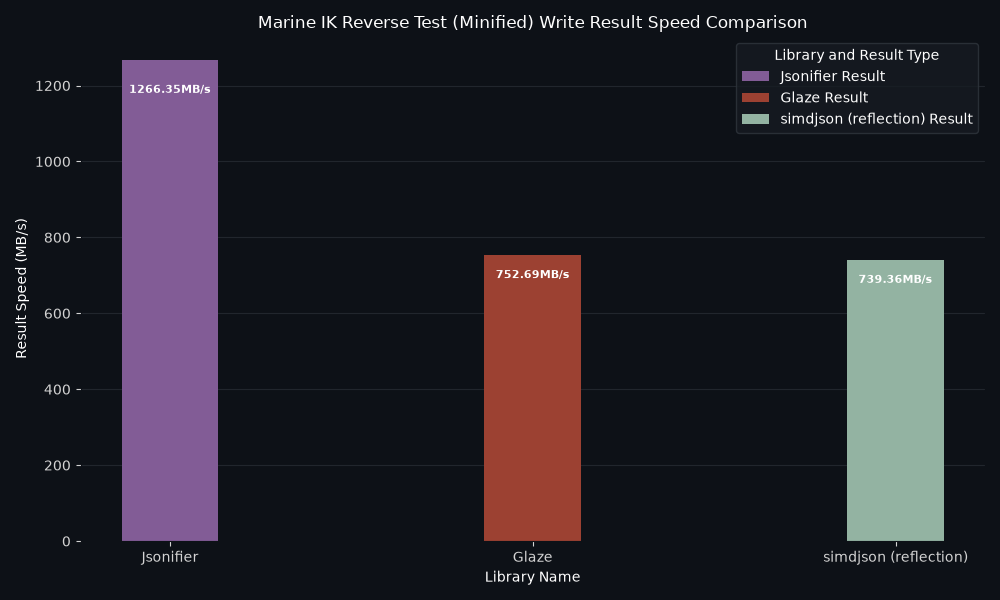 Marine IK Reverse Test (Minified) Write Result Speed Comparison
Library and Result Type
Jsonifier Result
Glaze Result
simdjson (reflection) Result
Result Speed (MB/s)
1200
1000
800
600
400
200
0
1266.35MB/s
752.69MB/s
739.36MB/s
Jsonifier
Glaze
simdjson (reflection)
Library Name